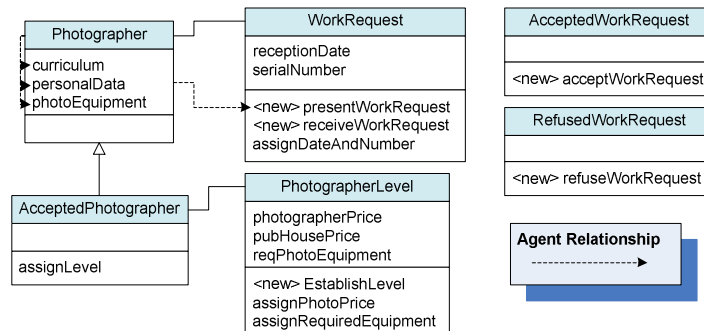 Photographer
curriculum
personalData
photoEquipment
WorkRequest
receptionDate
serialNumber
<new> presentWorkRequest
<new> receiveWorkRequest
assignDateAndNumber
AcceptedWorkRequest
<new> acceptWorkRequest
RefusedWorkRequest
<new> refuseWorkRequest
AcceptedPhotographer
assignLevel
PhotographerLevel
photographerPrice
pubHousePrice
reqPhotoEquipment
<new> EstablishLevel
assignPhotoPrice
assignRequiredEquipment
Agent Relationship